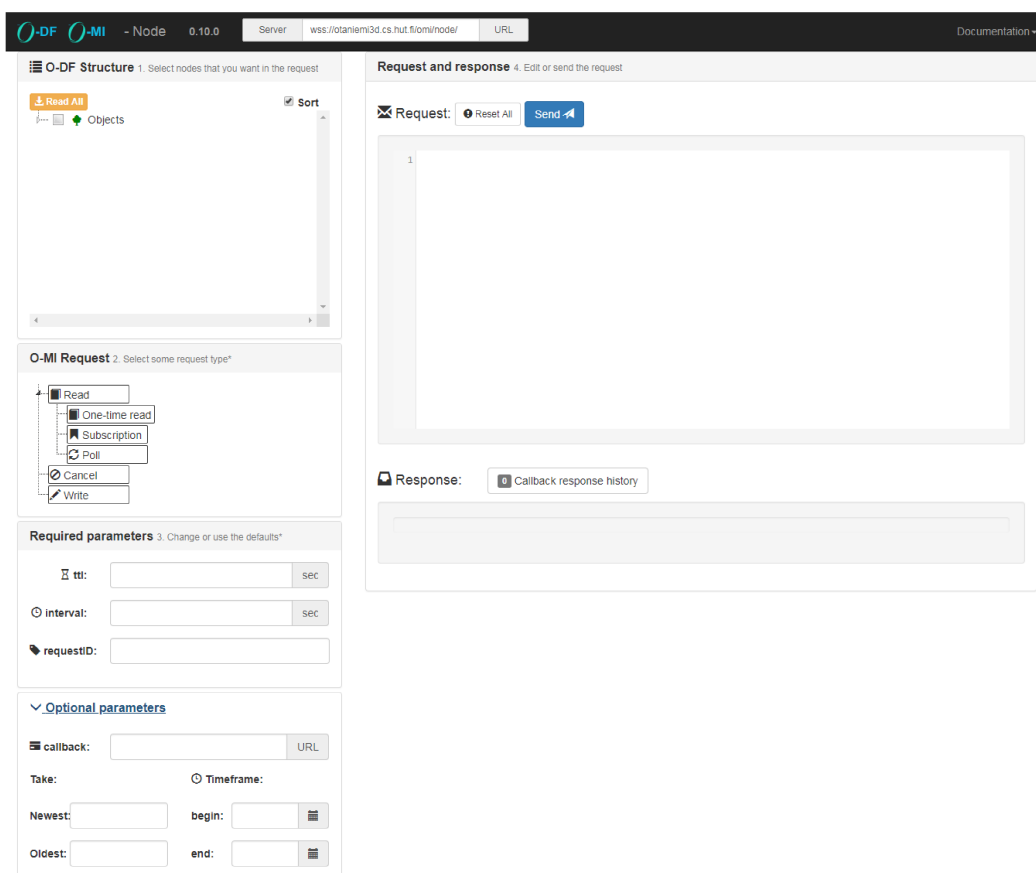 O-DF O-MI - Node 0.10.0 Server wss://otaniemi3d.cs.hut.fi/omi/node/ URL Documentation
O-DF Structure 1. Select nodes that you want in the request
Read All Sort
Objects
O-MI Request 2. Select some request type*
Read
One-time read
Subscription
Poll
Cancel
Write
Required parameters 3. Change or use the defaults*
ttl: sec
interval: sec
requestID:
Optional parameters
callback: URL
Take: Timeframe:
Newest: begin:
Oldest: end:
Request and response 4. Edit or send the request
Request: Reset All Send
1
Response: 0 Callback response history